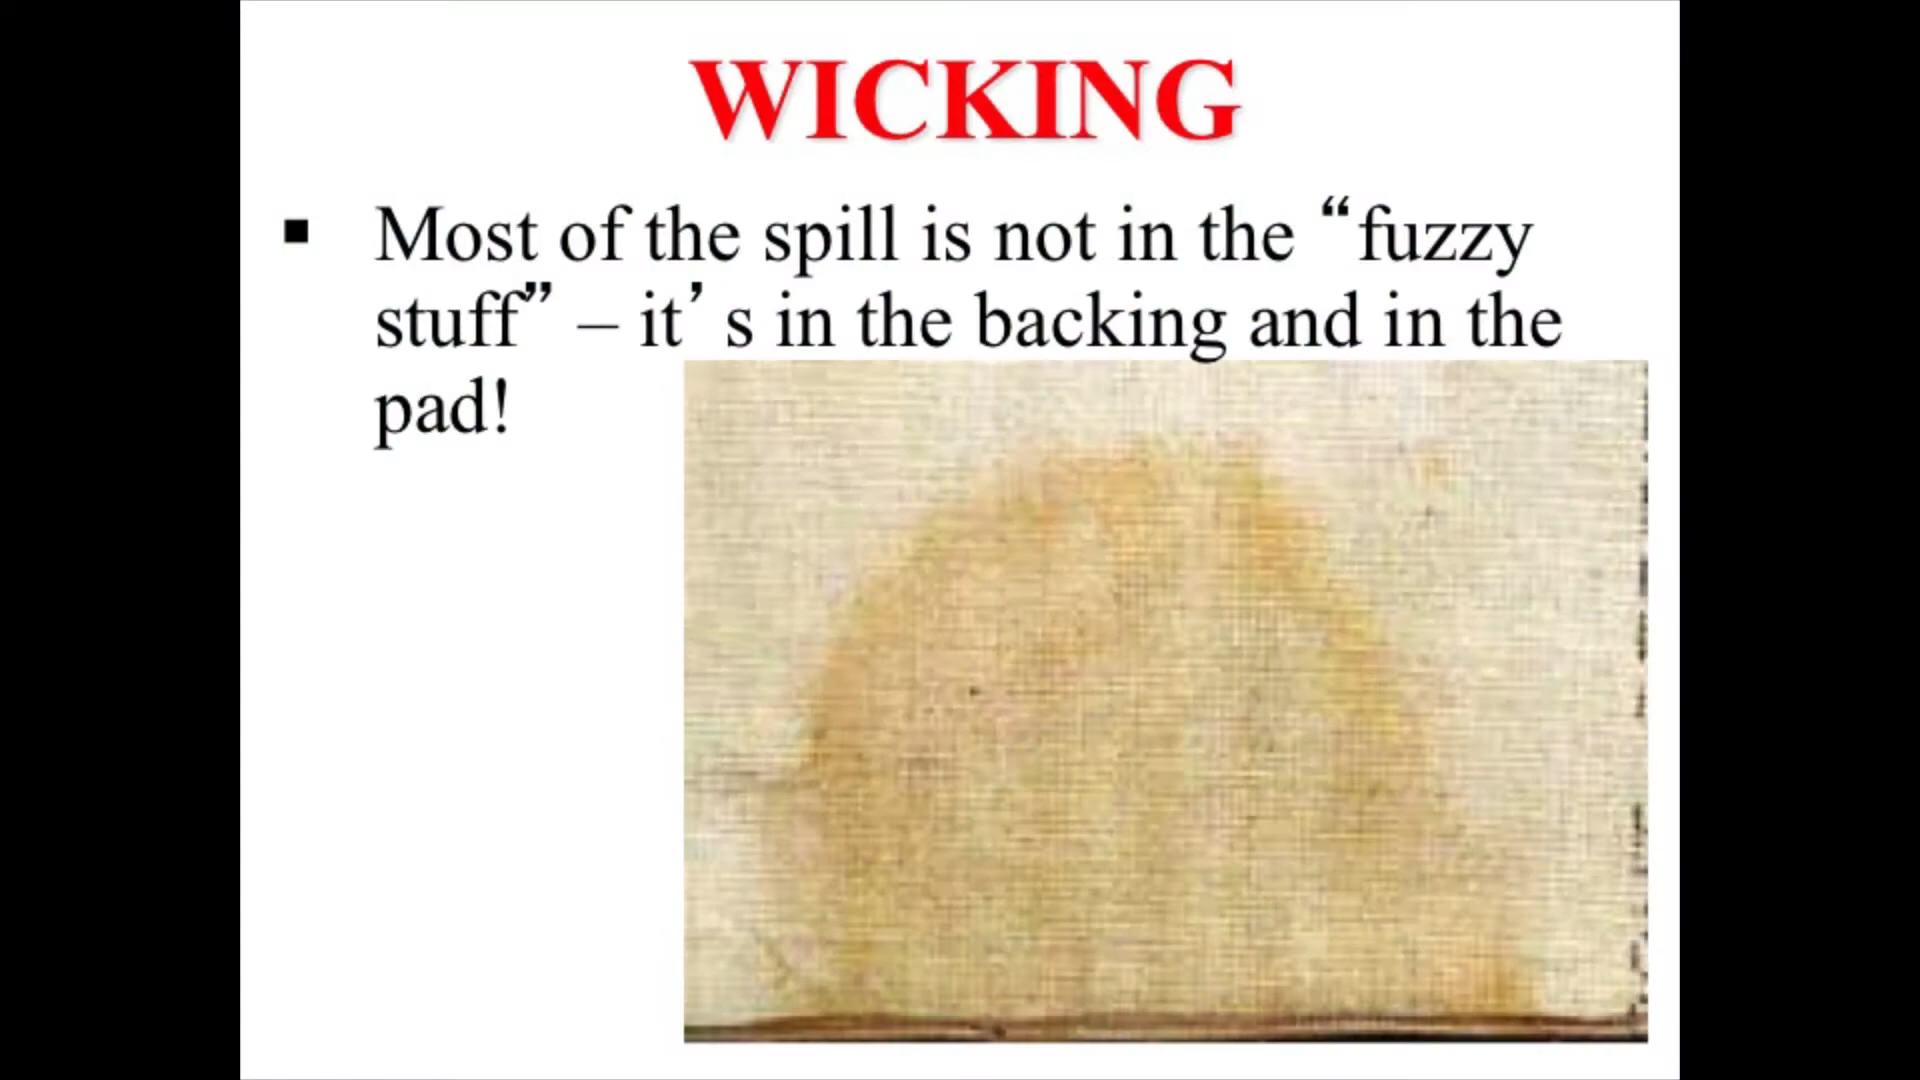 WICKING
▪ Most of the spill is not in the “fuzzy
stuff” – it’s in the backing and in the
pad!